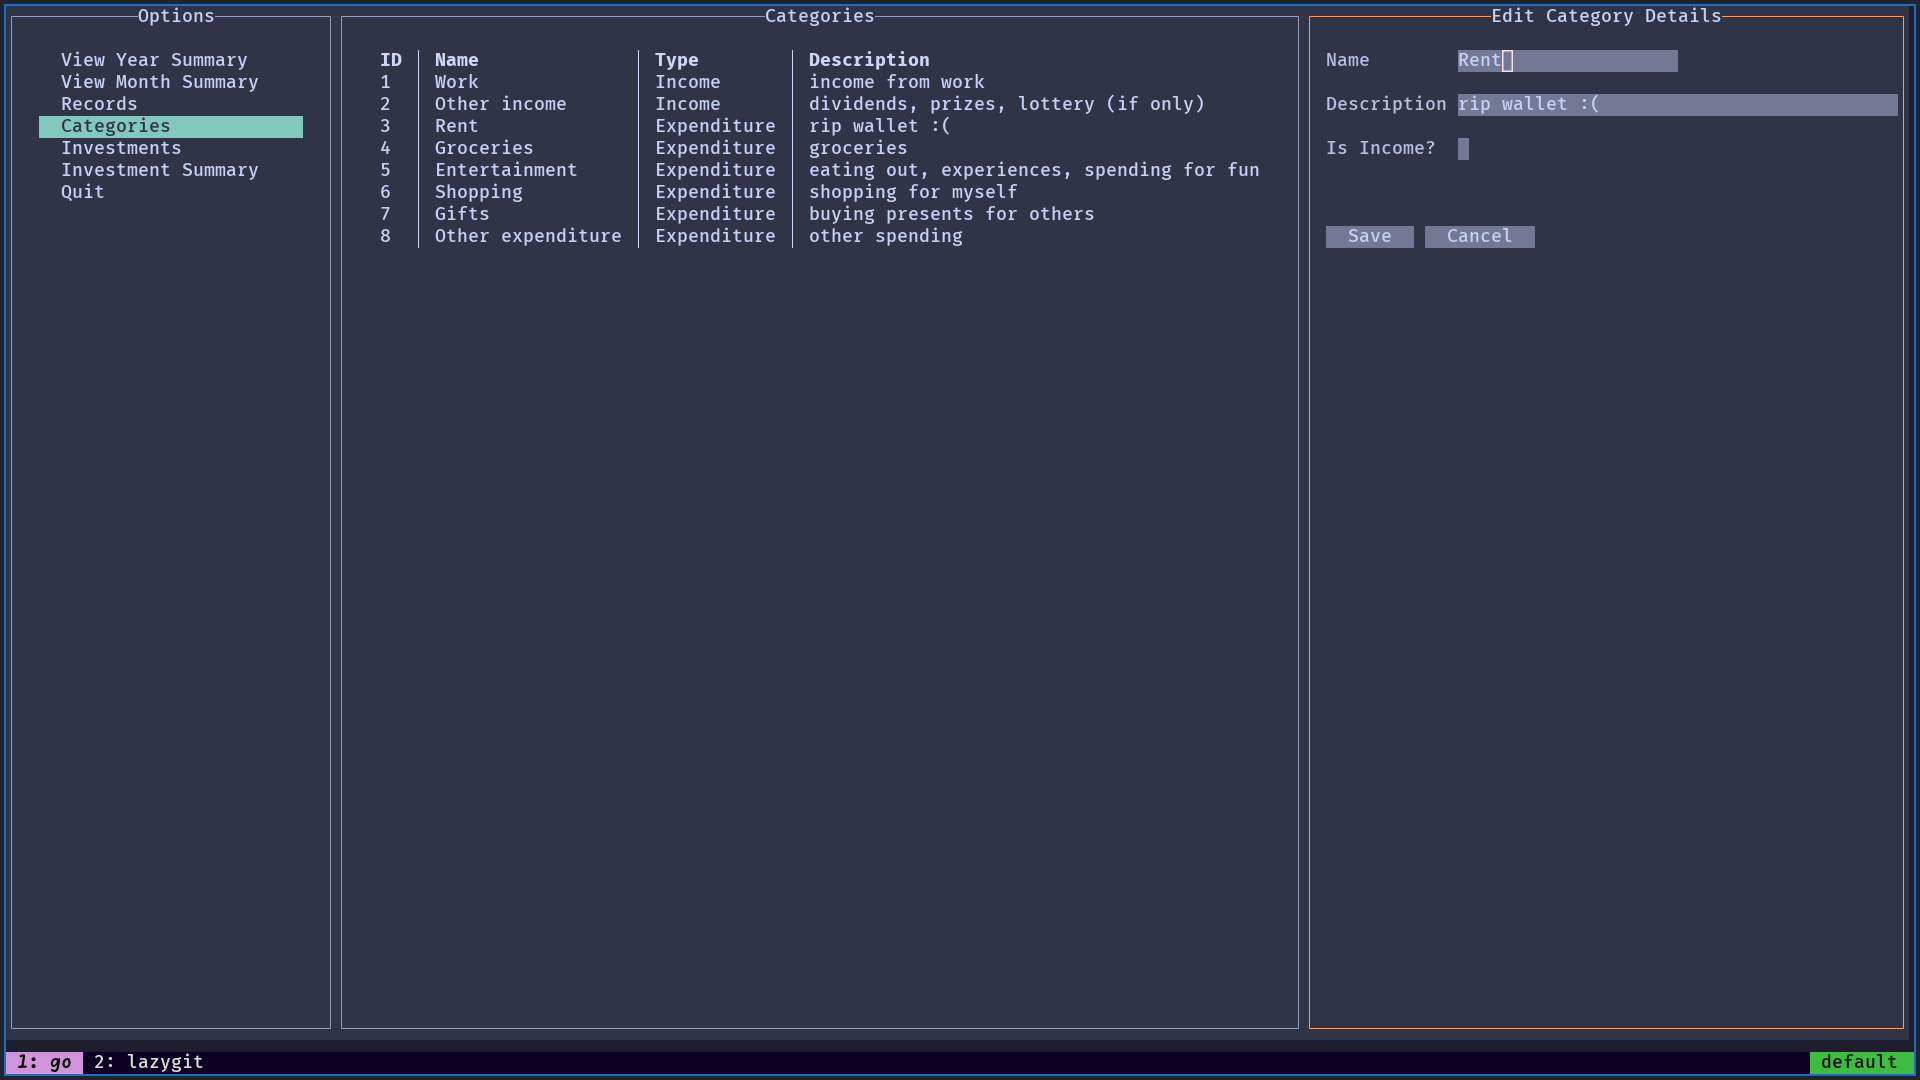 Options
View Year Summary
View Month Summary
Records
Categories
Investments
Investment Summary
Quit
Categories
ID Name Type Description
1 Work Income income from work
2 Other income Income dividends, prizes, lottery (if only)
3 Rent Expenditure rip wallet :(
4 Groceries Expenditure groceries
5 Entertainment Expenditure eating out, experiences, spending for fun
6 Shopping Expenditure shopping for myself
7 Gifts Expenditure buying presents for others
8 Other expenditure Expenditure other spending
Edit Category Details
Name Rent
Description rip wallet :(
Is Income?
Save Cancel
1: go 2: lazygit default